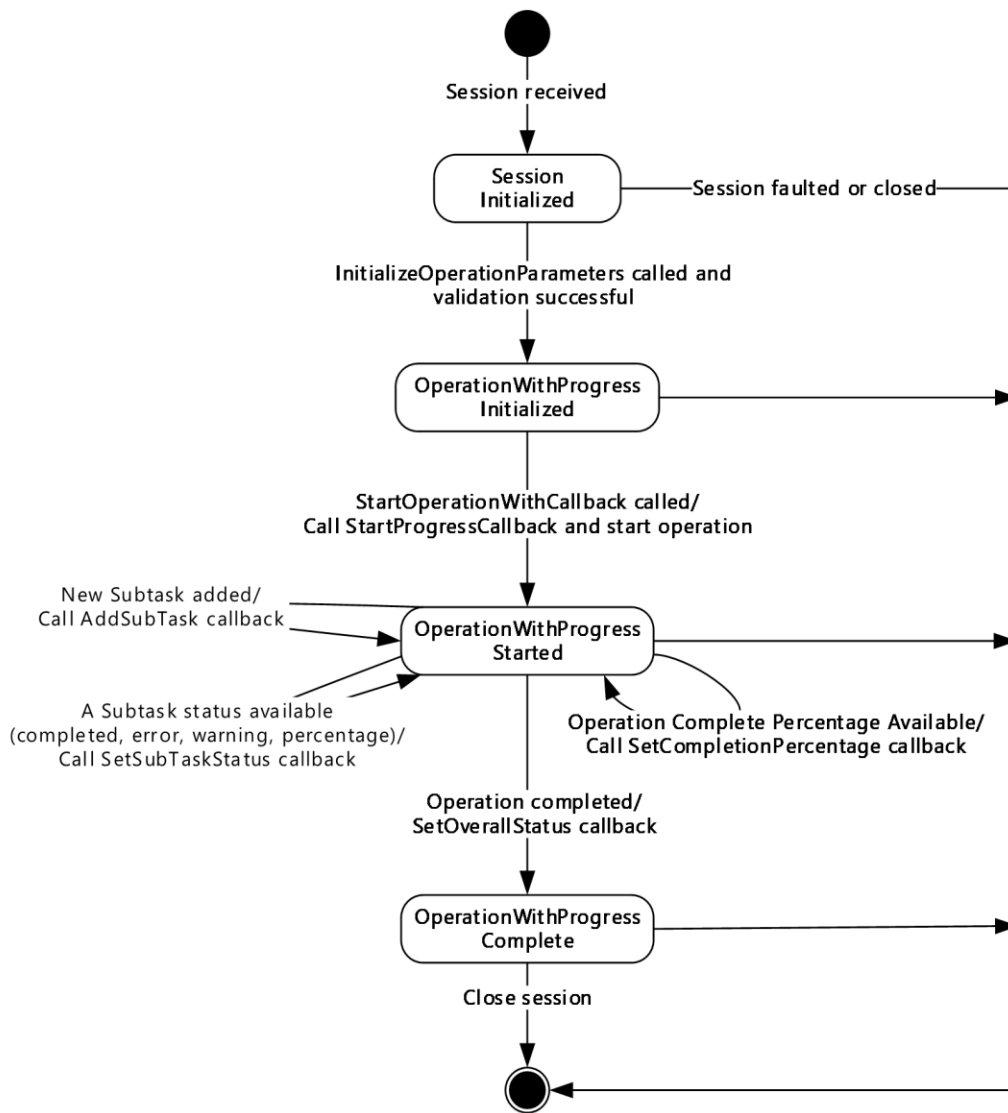 Session received
Session
Initialized
Session faulted or closed
InitializeOperationParameters called and
validation successful
OperationWithProgress
Initialized
StartOperationWithCallback called/
Call StartProgressCallback and start operation
New Subtask added/
Call AddSubTask callback
OperationWithProgress
Started
A Subtask status available
(completed, error, warning, percentage)/
Call SetSubTaskStatus callback
Operation Complete Percentage Available/
Call SetCompletionPercentage callback
Operation completed/
SetOverallStatus callback
OperationWithProgress
Complete
Close session